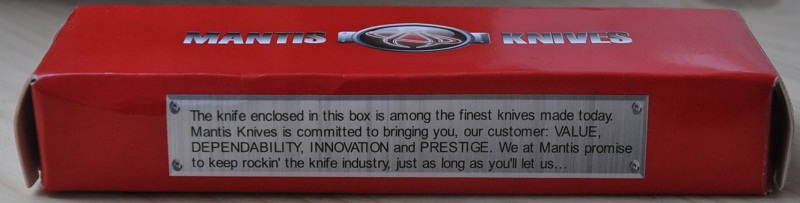 MANTIS KNIVES
The knife enclosed in this box is among the finest knives made today.
Mantis Knives is committed to bringing you, our customer: VALUE,
DEPENDABILITY, INNOVATION and PRESTIGE. We at Mantis promise
to keep rockin' the knife industry, just as long as you'll let us...